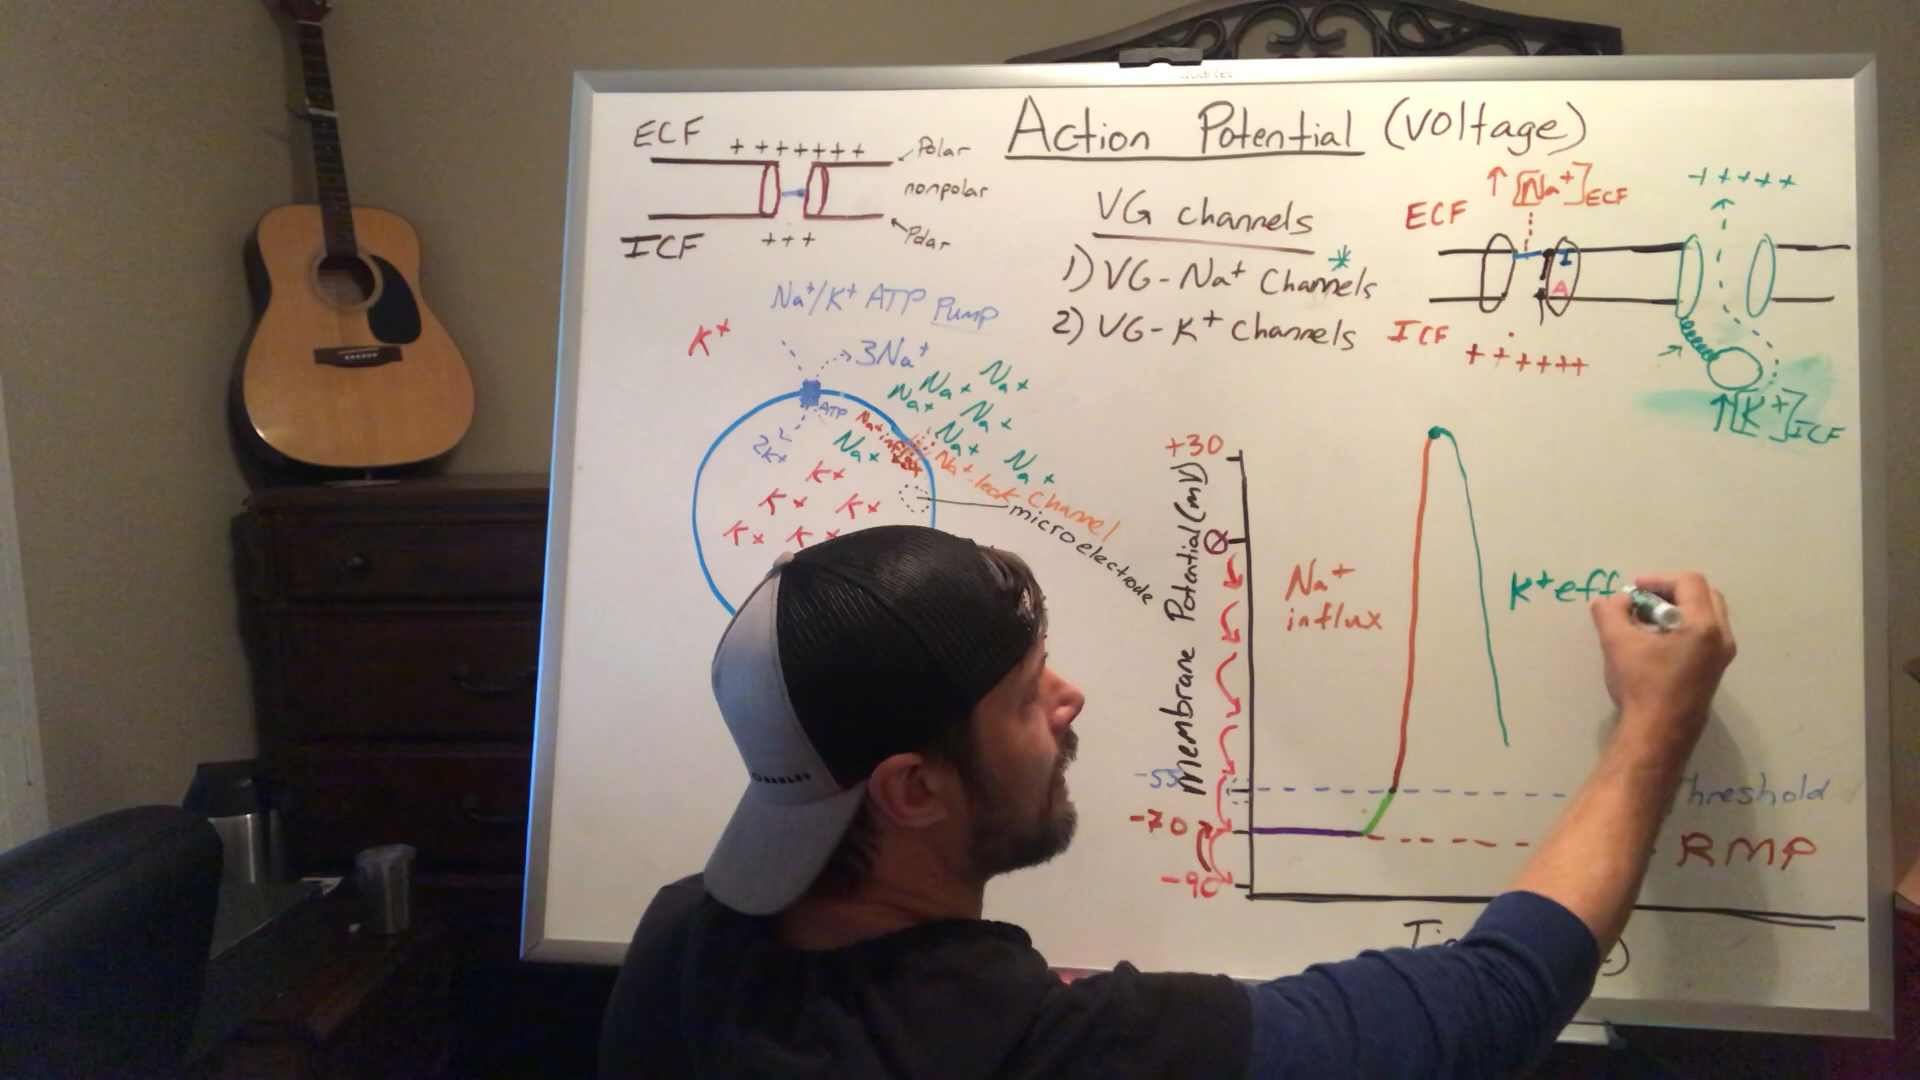 Quartet
Action Potential (voltage)
ECF
+ + + + + + +
Polar
nonpolar
Polar
ICF
+ + +
VG channels
1) VG - Na+ Channels *
2) VG - K+ Channels
↑ [Na+]ECF
ECF
+ + + + +
I
A
ICF
+ + + + + +
↑[K+]ICF
Na+/K+ ATP Pump
K+
3Na+
ATP
2K+
Na+ influx
Na+
Na+
Na+
Na+
Na+
Na+
Na+
K+
K+
K+
K+
K+
Na+ leak Channel
microelectrode
Membrane Potential (mV)
+30
0
-55
-70
-90
Na+
influx
K+ eff
Threshold
RMP
OAKLEY